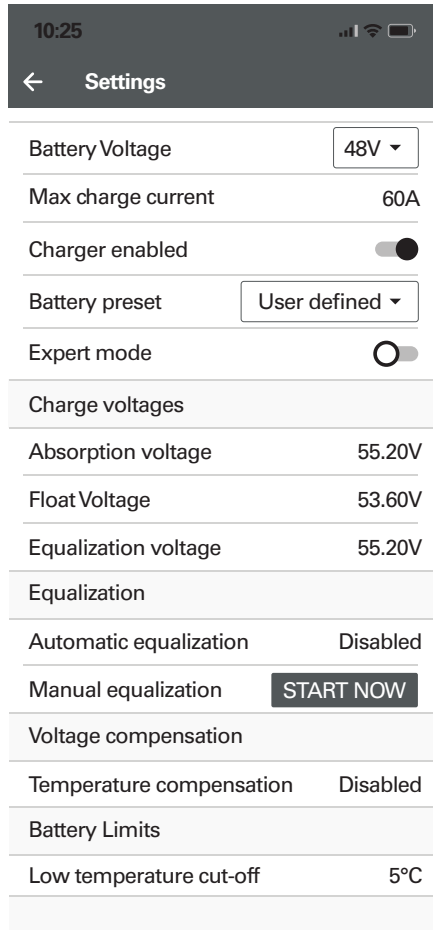 10:25
Settings
Battery Voltage 48V
Max charge current 60A
Charger enabled
Battery preset User defined
Expert mode
Charge voltages
Absorption voltage 55.20V
Float Voltage 53.60V
Equalization voltage 55.20V
Equalization
Automatic equalization Disabled
Manual equalization START NOW
Voltage compensation
Temperature compensation Disabled
Battery Limits
Low temperature cut-off 5°C